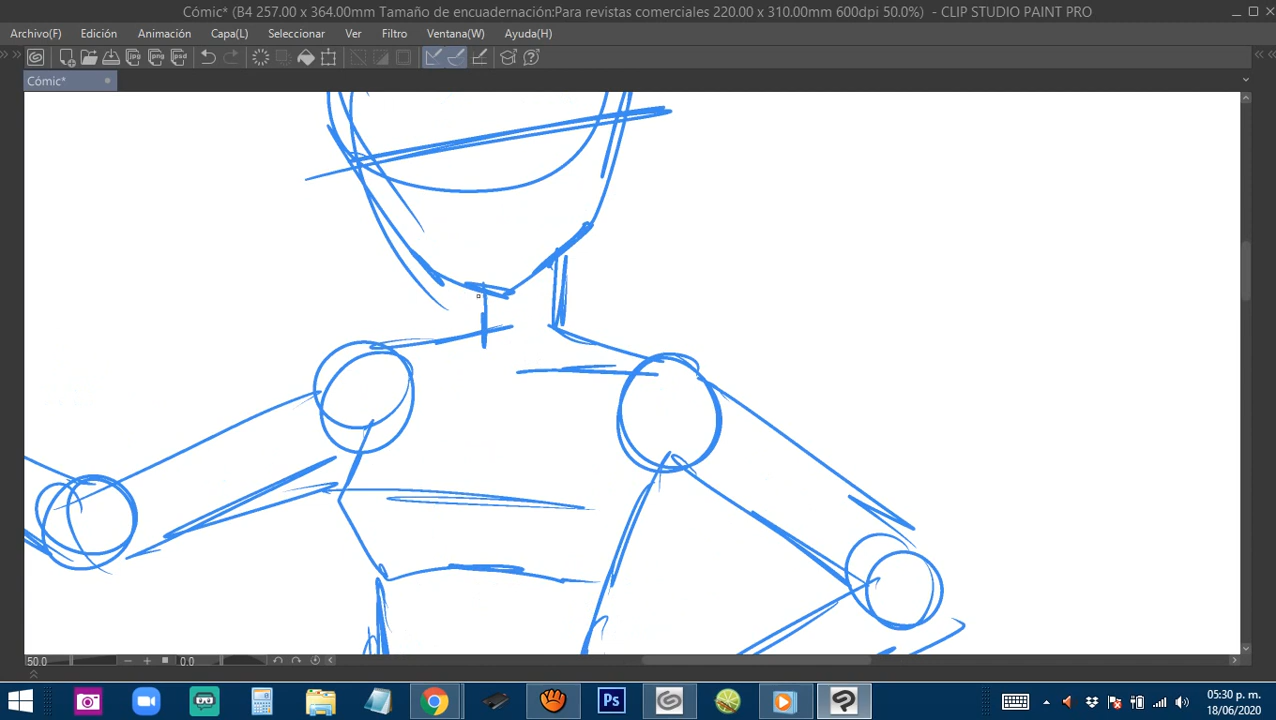 Cómic* (B4 257.00 x 364.00mm Tamaño de encuadernación:Para revistas comerciales 220.00 x 310.00mm 600dpi 50.0%) - CLIP STUDIO PAINT PRO
Archivo(F) Edición Animación Capa(L) Seleccionar Ver Filtro Ventana(W) Ayuda(H)
Cómic*
50.0 0.0
Ps
05:30 p. m.
18/06/2020